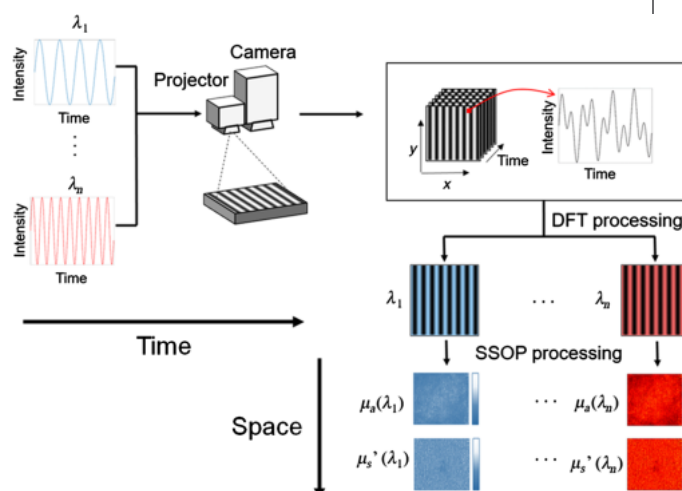 λ1
Intensity
Time
λn
Intensity
Time
Projector
Camera
Time
Space
y
x
Time
Intensity
Time
DFT processing
λ1
...
λn
SSOP processing
μa(λ1)
...
μa(λn)
μs'(λ1)
...
μs'(λn)